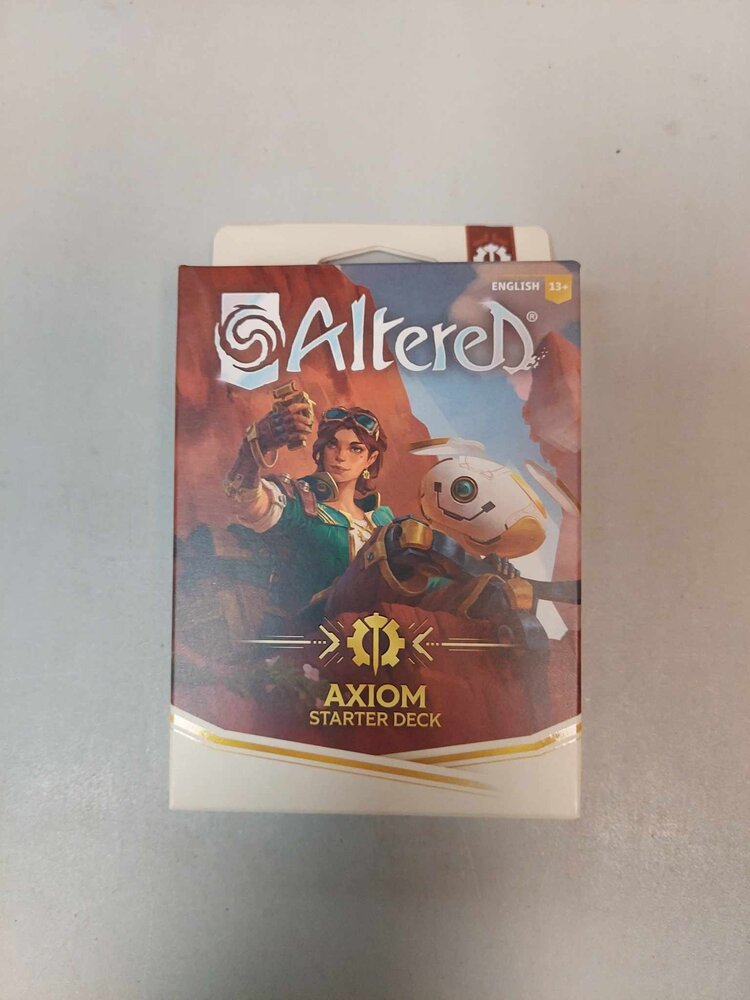 ENGLISH 13+
Altered®
AXIOM
STARTER DECK